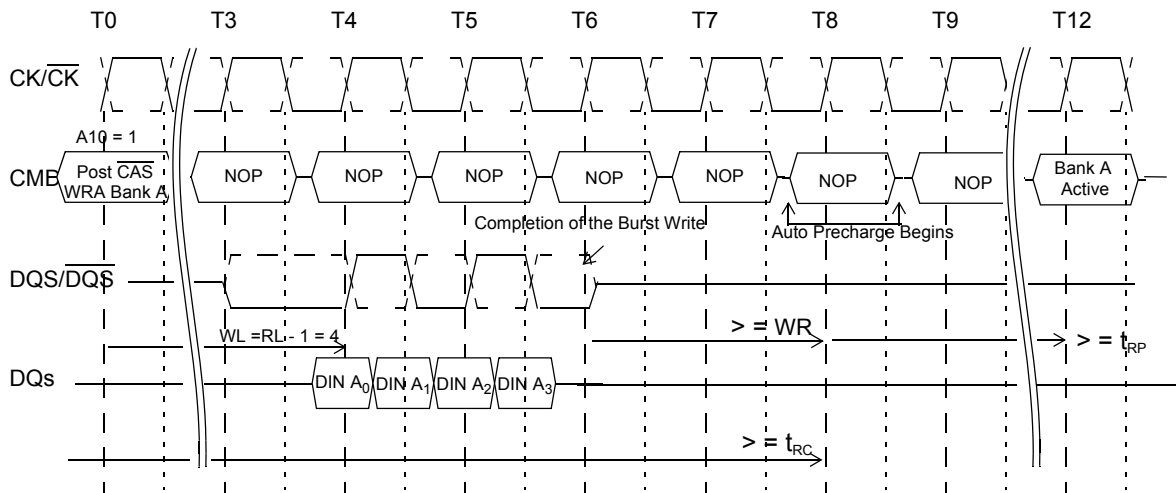 T0 T3 T4 T5 T6 T7 T8 T9 T12
CK/CK
A10 = 1
CMD
Post CAS
WRA Bank A
NOP NOP NOP NOP NOP NOP NOP
Bank A
Active
Completion of the Burst Write
Auto Precharge Begins
DQS/DQS
WL =RL - 1 = 4
> = WR
> = tRP
DQs
DIN A0 DIN A1 DIN A2 DIN A3
> = tRC